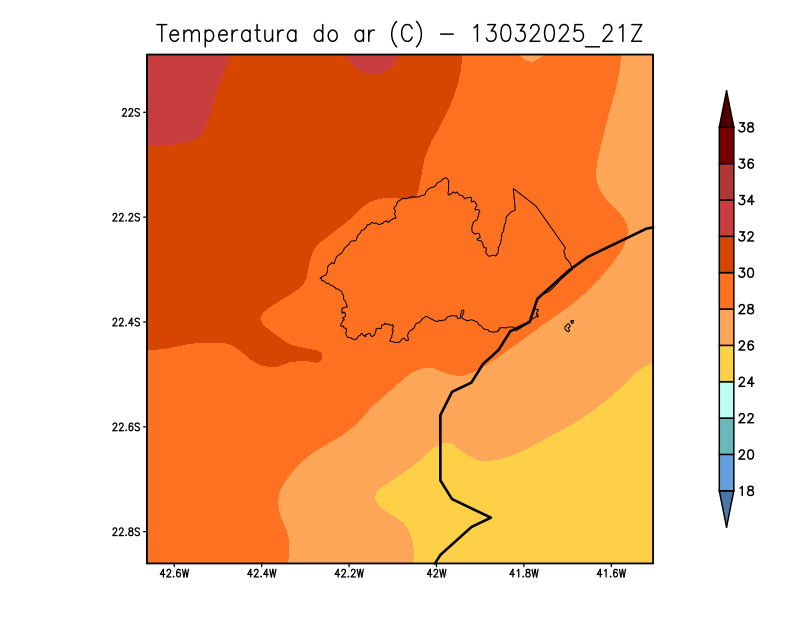 Temperatura do ar (C) - 13032025_21Z
22S
22.2S
22.4S
22.6S
22.8S
42.6W
42.4W
42.2W
42W
41.8W
41.6W
38
36
34
32
30
28
26
24
22
20
18